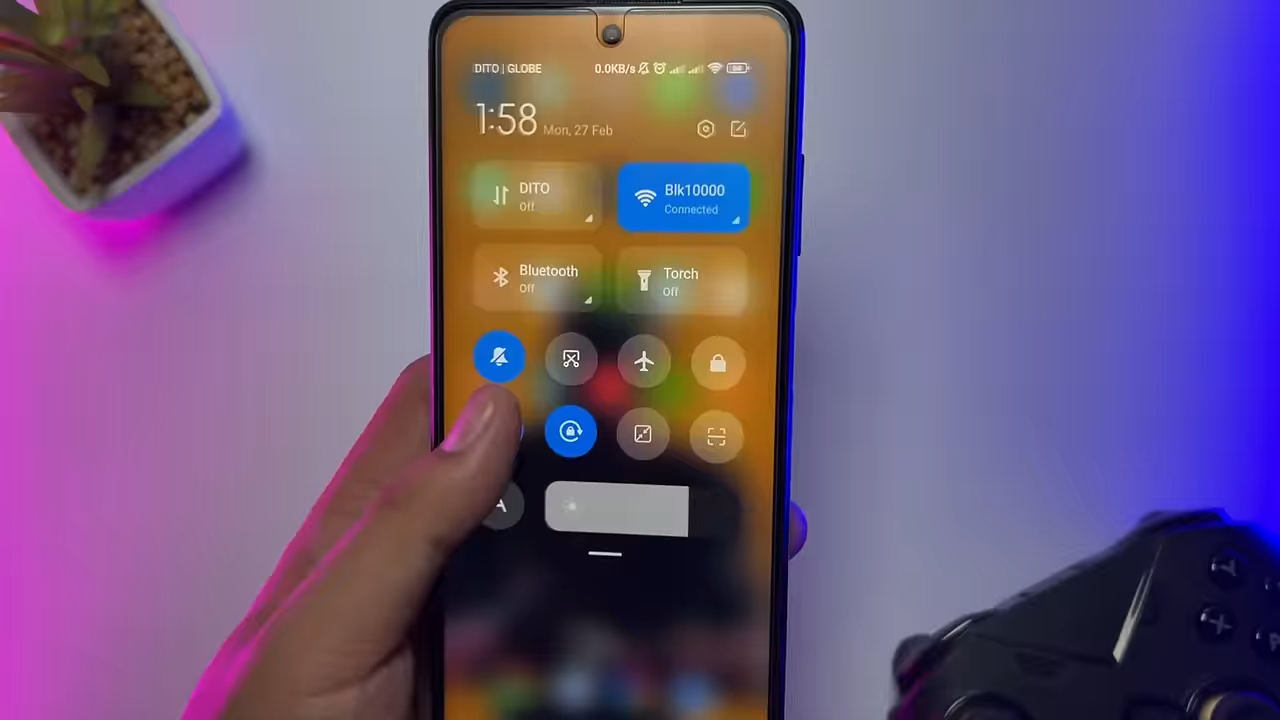 DITO | GLOBE 0.0KB/s
1:58 Mon, 27 Feb
DITO
Off
Blk10000
Connected
Bluetooth
Off
Torch
Off
A